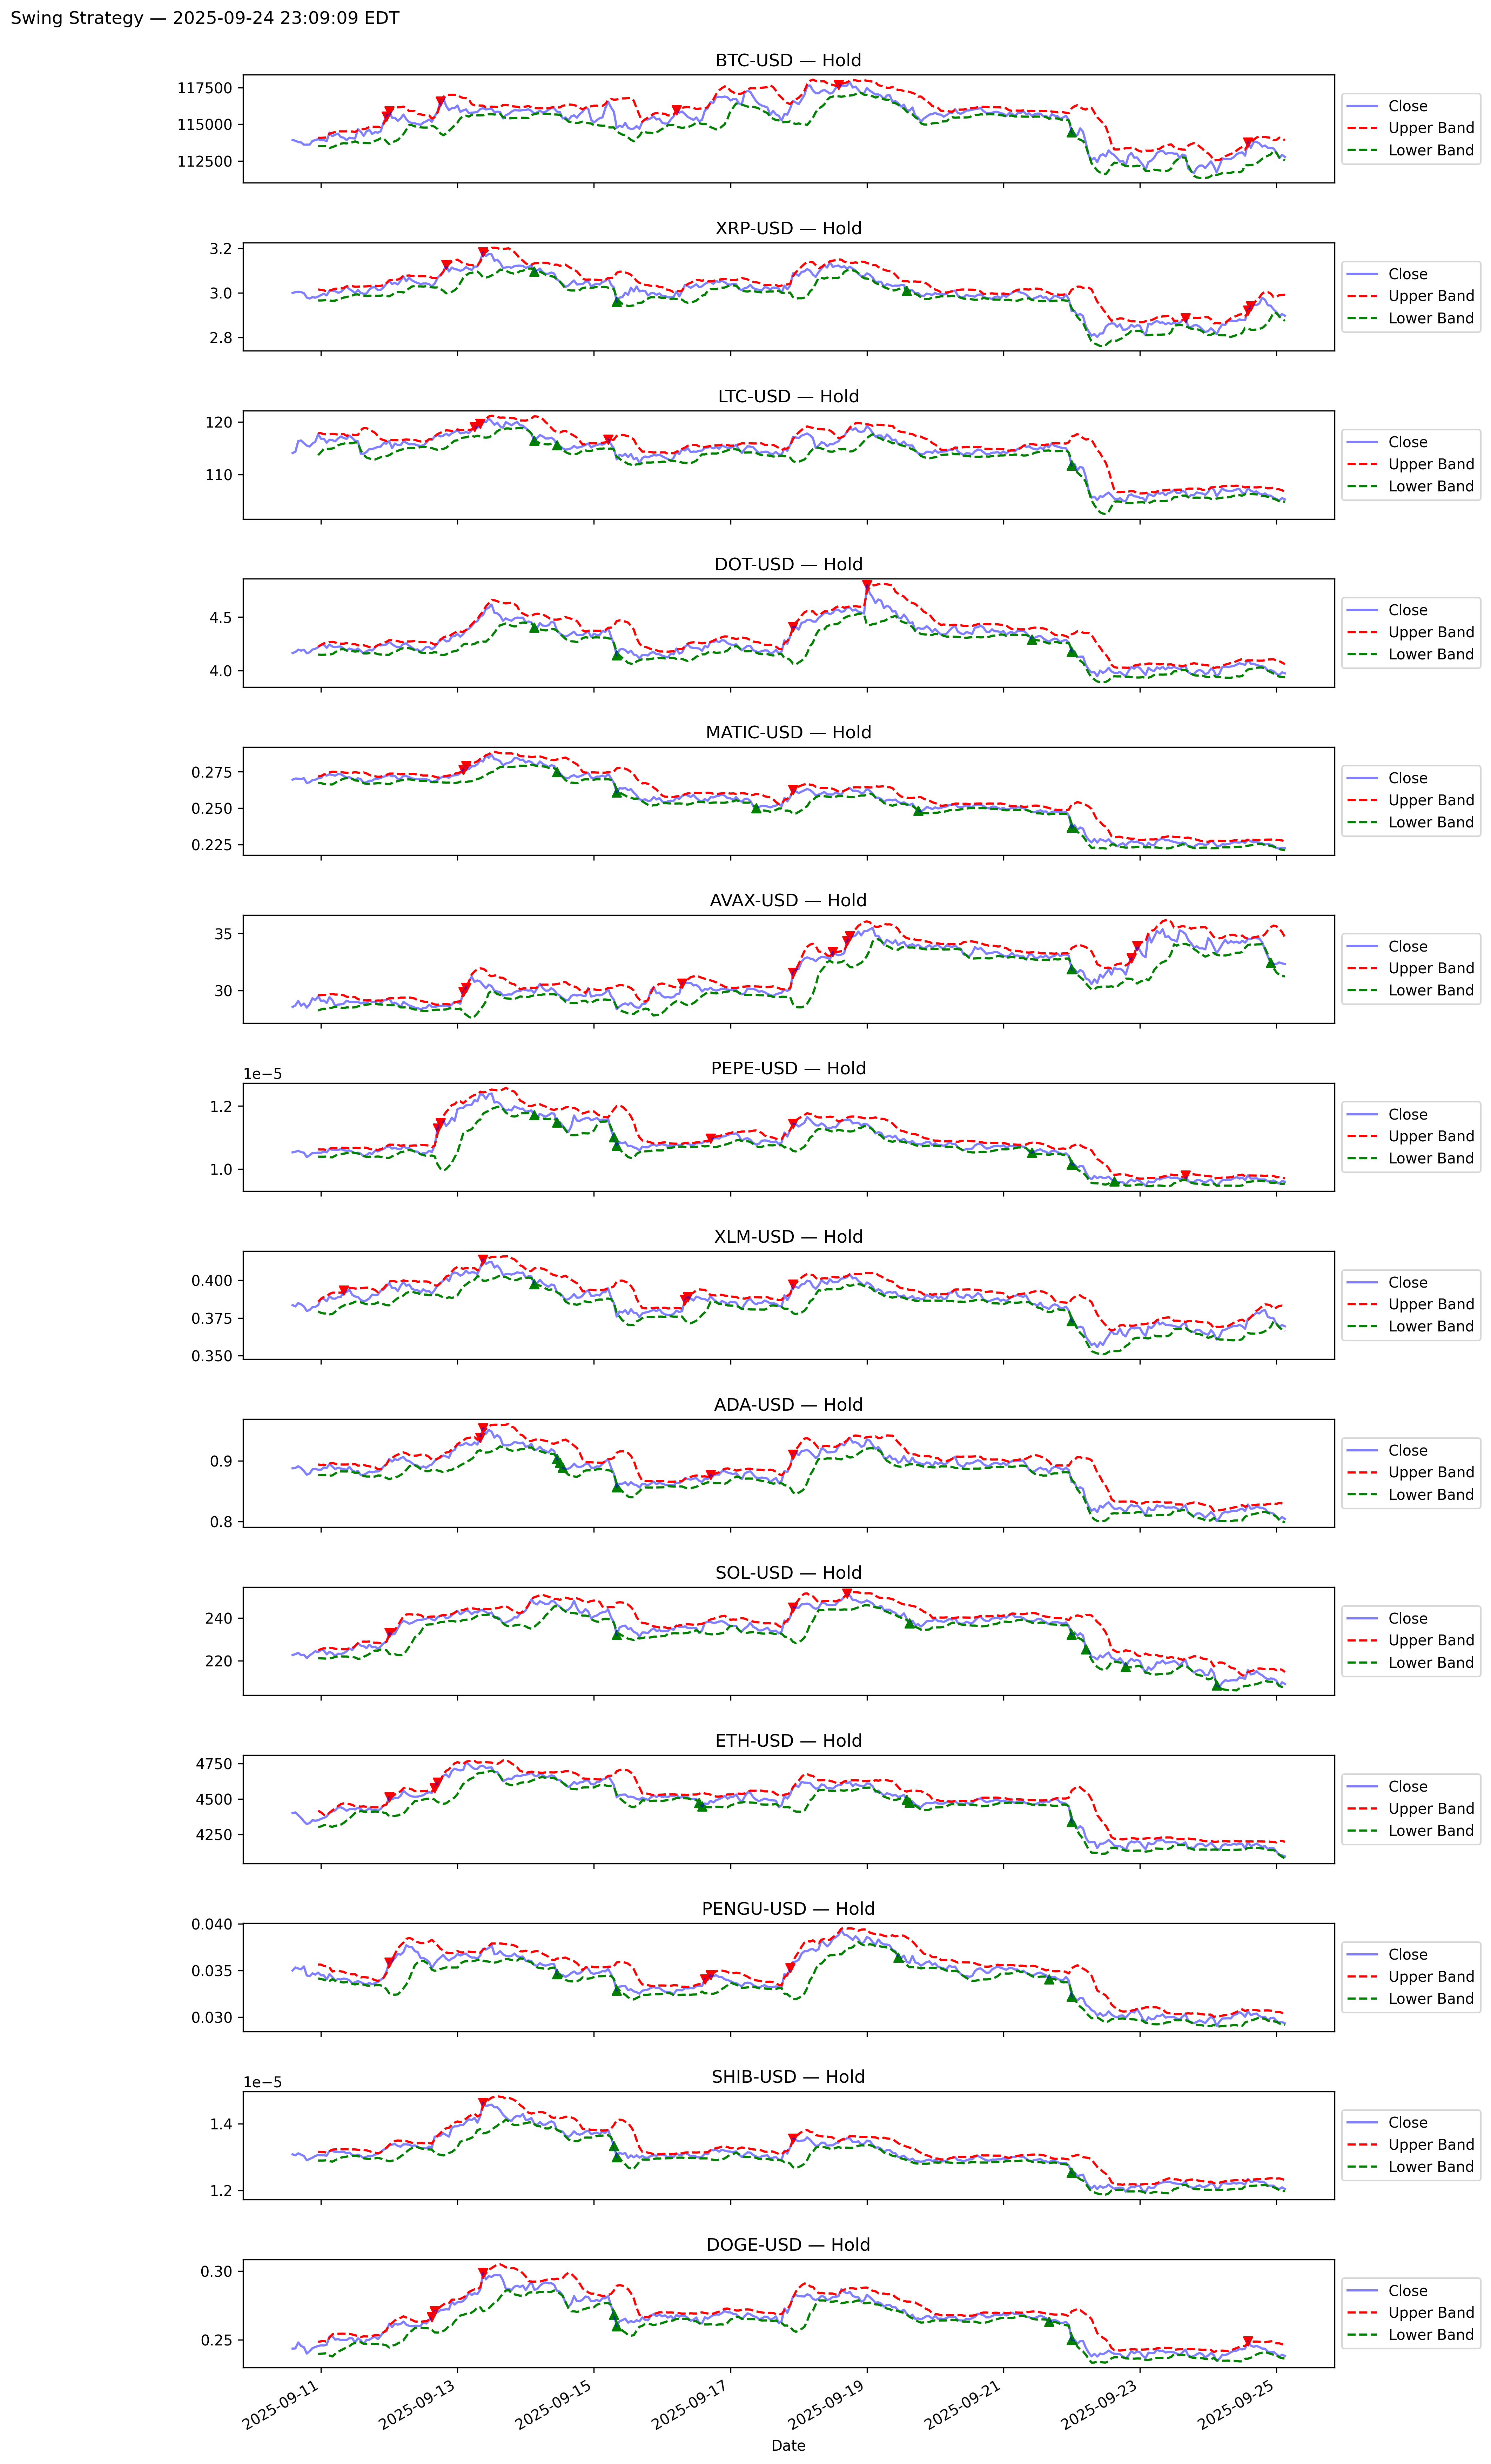 Swing Strategy — 2025-09-24 23:09:09 EDT
BTC-USD — Hold
117500
115000
112500
Close
Upper Band
Lower Band
XRP-USD — Hold
3.2
3.0
2.8
Close
Upper Band
Lower Band
LTC-USD — Hold
120
110
Close
Upper Band
Lower Band
DOT-USD — Hold
4.5
4.0
Close
Upper Band
Lower Band
MATIC-USD — Hold
0.275
0.250
0.225
Close
Upper Band
Lower Band
AVAX-USD — Hold
35
30
Close
Upper Band
Lower Band
PEPE-USD — Hold
1e−5
1.2
1.0
Close
Upper Band
Lower Band
XLM-USD — Hold
0.400
0.375
0.350
Close
Upper Band
Lower Band
ADA-USD — Hold
0.9
0.8
Close
Upper Band
Lower Band
SOL-USD — Hold
240
220
Close
Upper Band
Lower Band
ETH-USD — Hold
4750
4500
4250
Close
Upper Band
Lower Band
PENGU-USD — Hold
0.040
0.035
0.030
Close
Upper Band
Lower Band
SHIB-USD — Hold
1e−5
1.4
1.2
Close
Upper Band
Lower Band
DOGE-USD — Hold
0.30
0.25
Close
Upper Band
Lower Band
2025-09-11
2025-09-13
2025-09-15
2025-09-17
2025-09-19
2025-09-21
2025-09-23
2025-09-25
Date